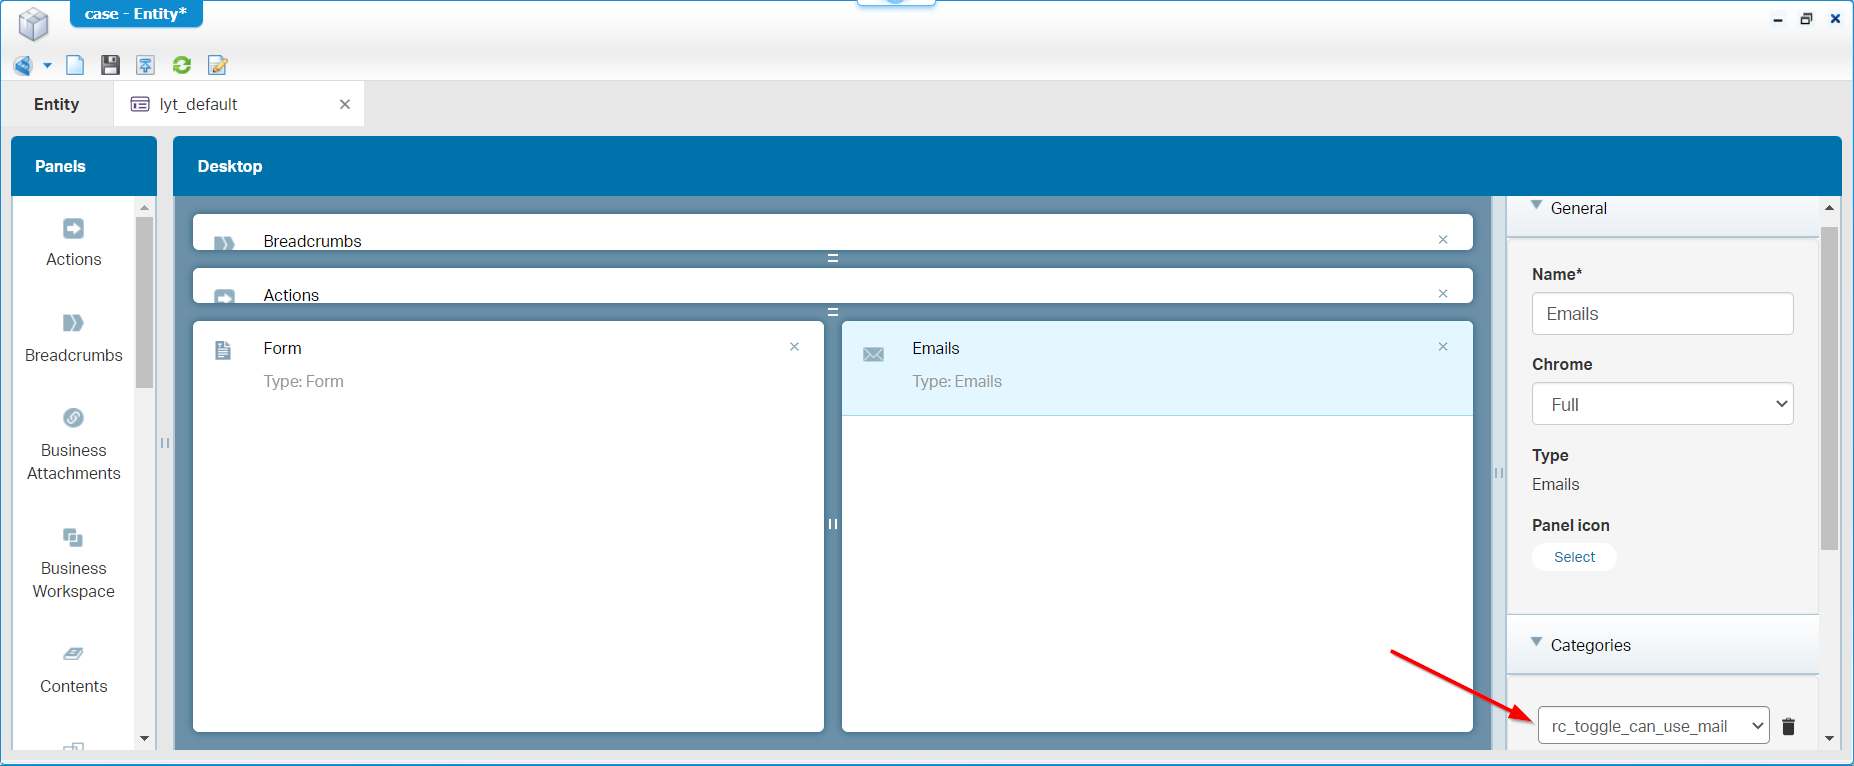 case - Entity*
Entity
lyt_default
Panels
Desktop
Actions
Breadcrumbs
Business
Attachments
Business
Workspace
Contents
Breadcrumbs
Actions
Form
Type: Form
Emails
Type: Emails
General
Name*
Emails
Chrome
Full
Type
Emails
Panel icon
Select
Categories
rc_toggle_can_use_mail